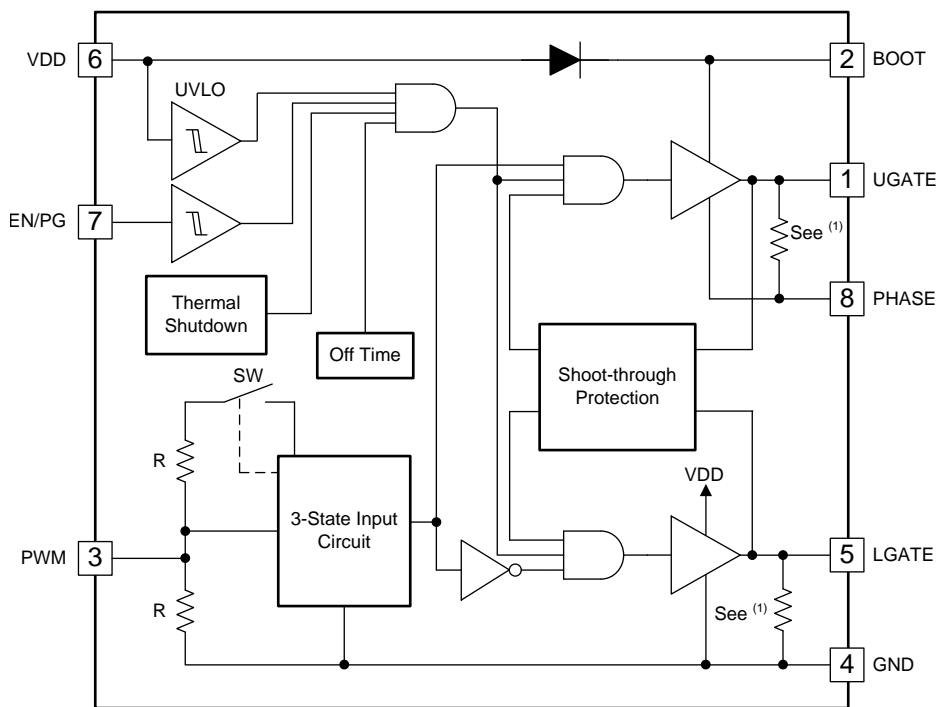 VDD 6
2 BOOT
UVLO
1 UGATE
EN/PG 7
See (1)
Thermal
Shutdown
8 PHASE
Off Time
Shoot-through
Protection
SW
R
VDD
3-State Input
Circuit
PWM 3
5 LGATE
R
See (1)
4 GND